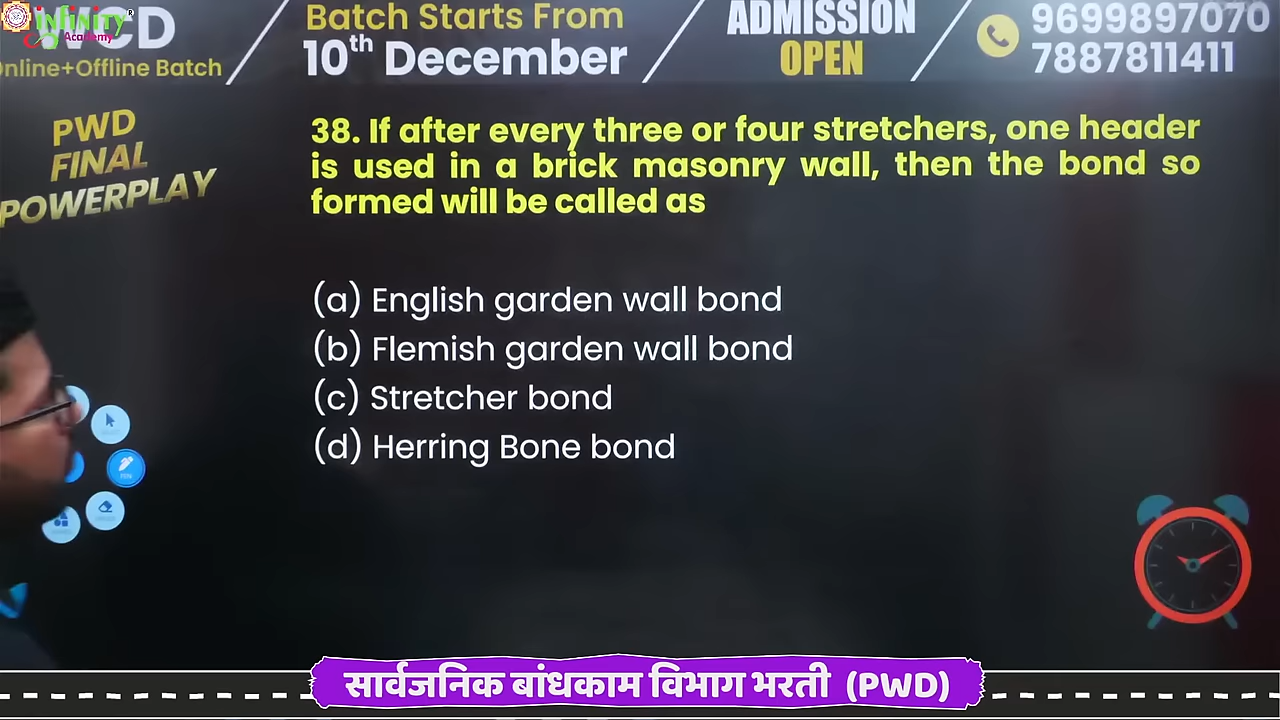 infinity
Academy
CD
Online+Offline Batch
Batch Starts From
10th December
ADMISSION
OPEN
9699897070
7887811411
PWD
FINAL
POWERPLAY
38. If after every three or four stretchers, one header
is used in a brick masonry wall, then the bond so
formed will be called as
(a) English garden wall bond
(b) Flemish garden wall bond
(c) Stretcher bond
(d) Herring Bone bond
PEN
सार्वजनिक बांधकाम विभाग भरती (PWD)